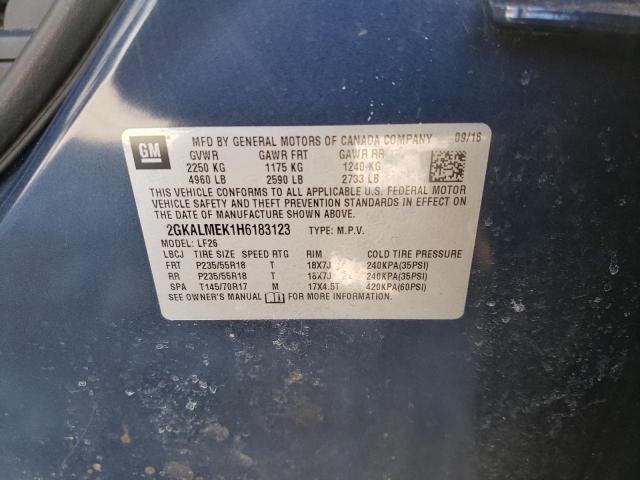 GM
MFD BY GENERAL MOTORS OF CANADA COMPANY 09/16
GVWR GAWR FRT GAWR RR
2250 KG 1175 KG 1240 KG
4960 LB 2590 LB 2733 LB
THIS VEHICLE CONFORMS TO ALL APPLICABLE U.S. FEDERAL MOTOR
VEHICLE SAFETY AND THEFT PREVENTION STANDARDS IN EFFECT ON
THE DATE OF MANUFACTURE SHOWN ABOVE.
2GKALMEK1H6183123 TYPE: M.P.V.
MODEL: LF26
LBCJ TIRE SIZE SPEED RTG RIM COLD TIRE PRESSURE
FRT P235/55R18 T 18X7J 240KPA(35PSI)
RR P235/55R18 T 18X7J 240KPA(35PSI)
SPA T145/70R17 M 17X4.5T 420KPA(60PSI)
SEE OWNER'S MANUAL FOR MORE INFORMATION